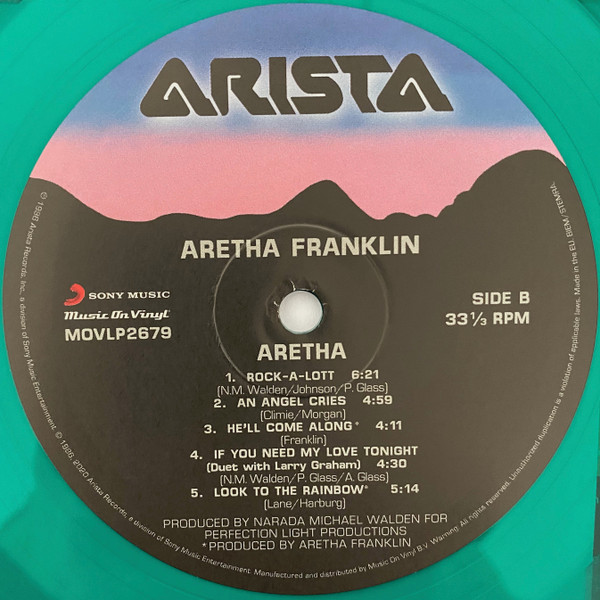 ARISTA
ARETHA FRANKLIN
SONY MUSIC
Music On Vinyl
MOVLP2679
SIDE B
33 ⅓ RPM
ARETHA
1. ROCK-A-LOTT 6:21
[N.M. Walden/Johnson/P. Glass]
2. AN ANGEL CRIES 4:59
[Climie/Morgan]
3. HE'LL COME ALONG* 4:11
[Franklin]
4. IF YOU NEED MY LOVE TONIGHT
(Duet with Larry Graham) 4:30
[N.M. Walden/P. Glass/A. Glass]
5. LOOK TO THE RAINBOW* 5:14
[Lane/Harburg]
PRODUCED BY NARADA MICHAEL WALDEN FOR
PERFECTION LIGHT PRODUCTIONS
*PRODUCED BY ARETHA FRANKLIN
℗ 1986 Arista Records, Inc., a division of Sony Music Entertainment. © 1986, 2020 Arista Records, a division of Sony Music Entertainment. Manufactured and distributed by Music On Vinyl B.V. Warning. All rights reserved. Unauthorized duplication is a violation of applicable laws. Made in the EU. BIEM/STEMRA.